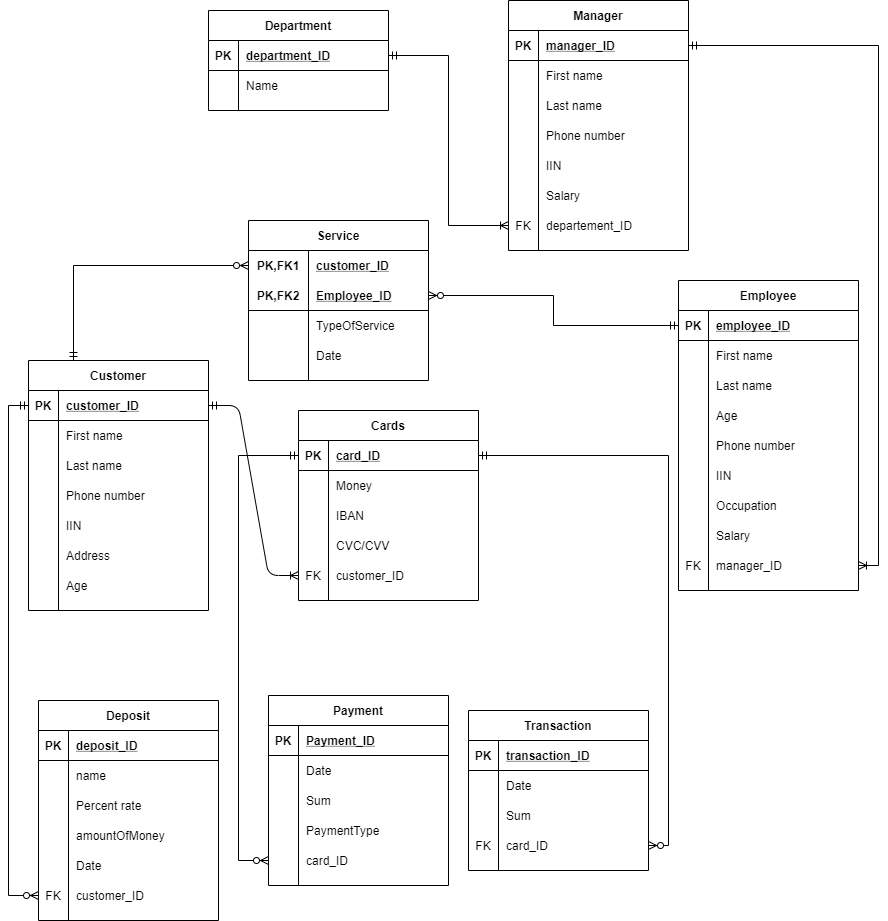 Department
PK department_ID
Name
Manager
PK manager_ID
First name
Last name
Phone number
IIN
Salary
FK departement_ID
Service
PK,FK1 customer_ID
PK,FK2 Employee_ID
TypeOfService
Date
Employee
PK employee_ID
First name
Last name
Age
Phone number
IIN
Occupation
Salary
FK manager_ID
Customer
PK customer_ID
First name
Last name
Phone number
IIN
Address
Age
Cards
PK card_ID
Money
IBAN
CVC/CVV
FK customer_ID
Deposit
PK deposit_ID
name
Percent rate
amountOfMoney
Date
FK customer_ID
Payment
PK Payment_ID
Date
Sum
PaymentType
card_ID
Transaction
PK transaction_ID
Date
Sum
FK card_ID